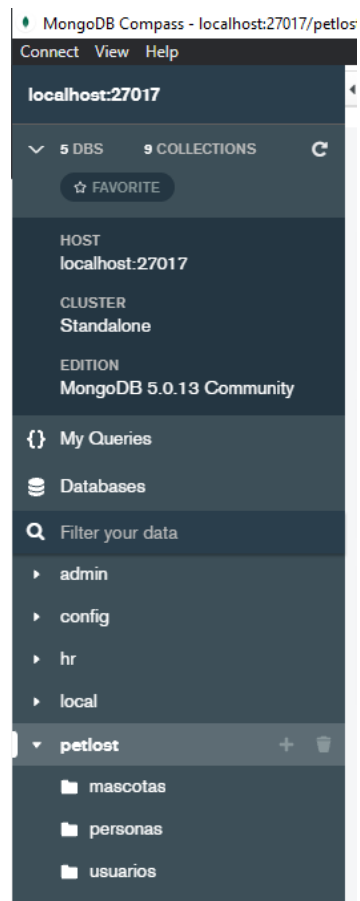 MongoDB Compass - localhost:27017/petlos
Connect View Help
localhost:27017
5 DBS 9 COLLECTIONS
FAVORITE
HOST
localhost:27017
CLUSTER
Standalone
EDITION
MongoDB 5.0.13 Community
{} My Queries
Databases
Filter your data
admin
config
hr
local
petlost
mascotas
personas
usuarios